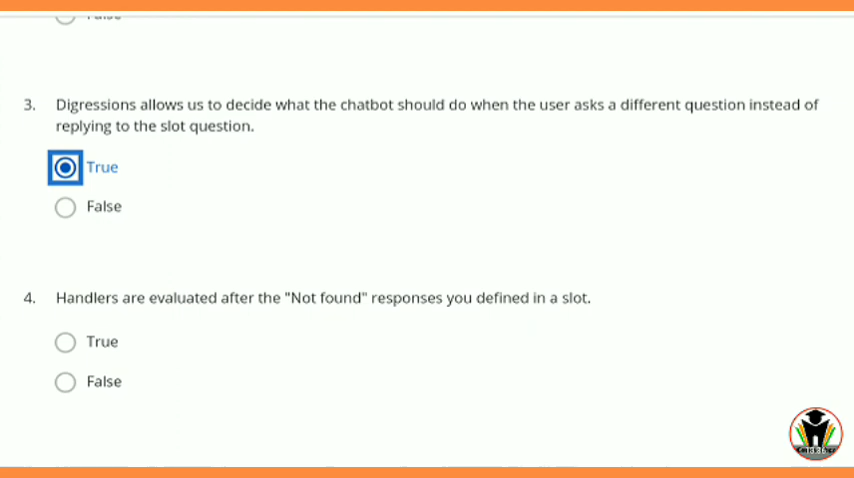 3. Digressions allows us to decide what the chatbot should do when the user asks a different question instead of
replying to the slot question.
True
False
4. Handlers are evaluated after the "Not found" responses you defined in a slot.
True
False